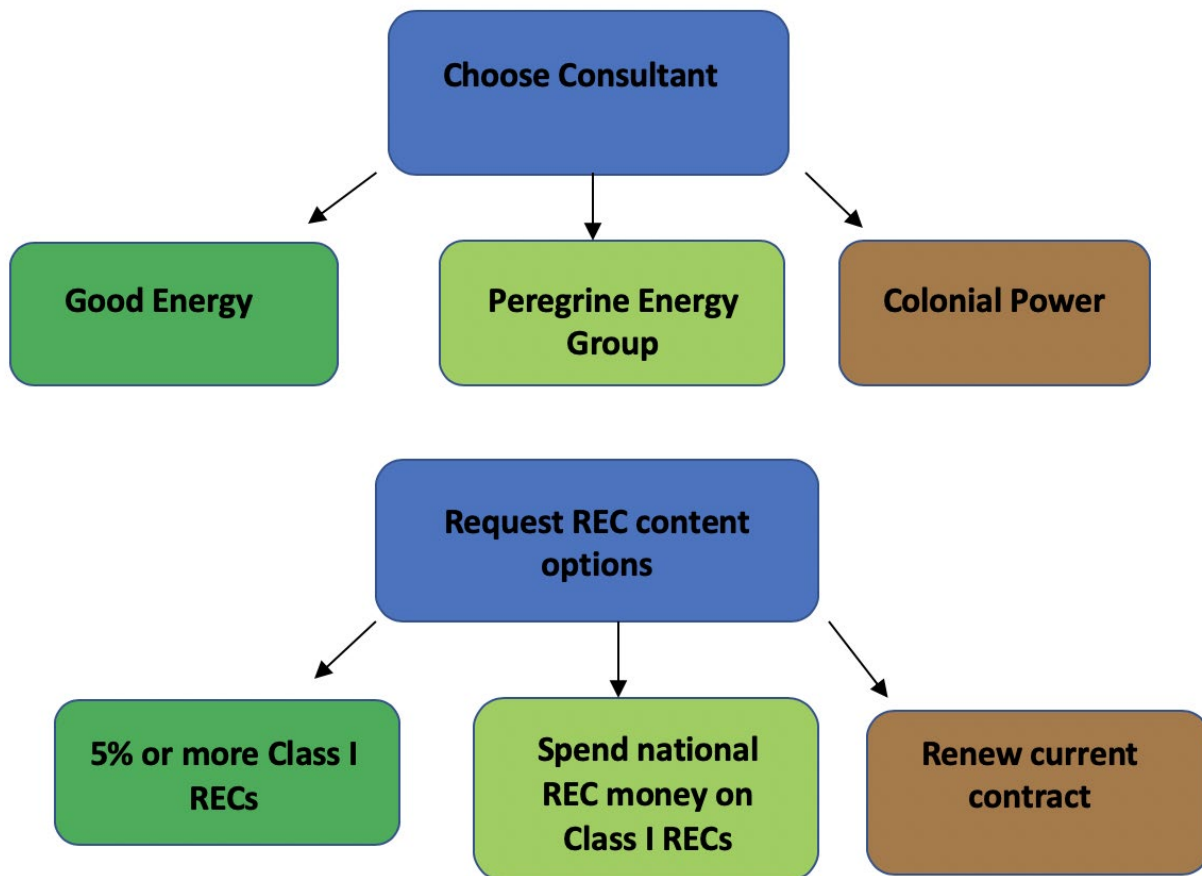 Choose Consultant
Good Energy
Peregrine Energy
Group
Colonial Power
Request REC content
options
5% or more Class I
RECs
Spend national
REC money on
Class I RECs
Renew current
contract